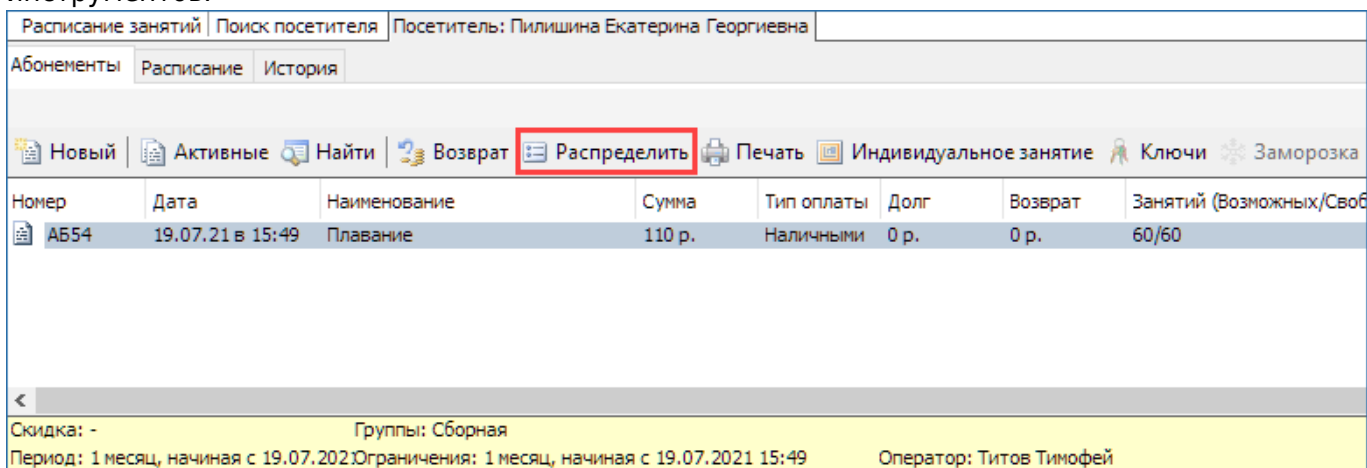 инструментов.
Расписание занятий Поиск посетителя Посетитель: Пилишина Екатерина Георгиевна
Абонементы Расписание История
Новый Активные Найти Возврат Распределить Печать Индивидуальное занятие Ключи Заморозка
Номер Дата Наименование Сумма Тип оплаты Долг Возврат Занятий (Возможных/Своб
АБ54 19.07.21 в 15:49 Плавание 110 р. Наличными 0 р. 0 р. 60/60
Скидка: - Группы: Сборная
Период: 1 месяц, начиная с 19.07.202 Ограничения: 1 месяц, начиная с 19.07.2021 15:49 Оператор: Титов Тимофей